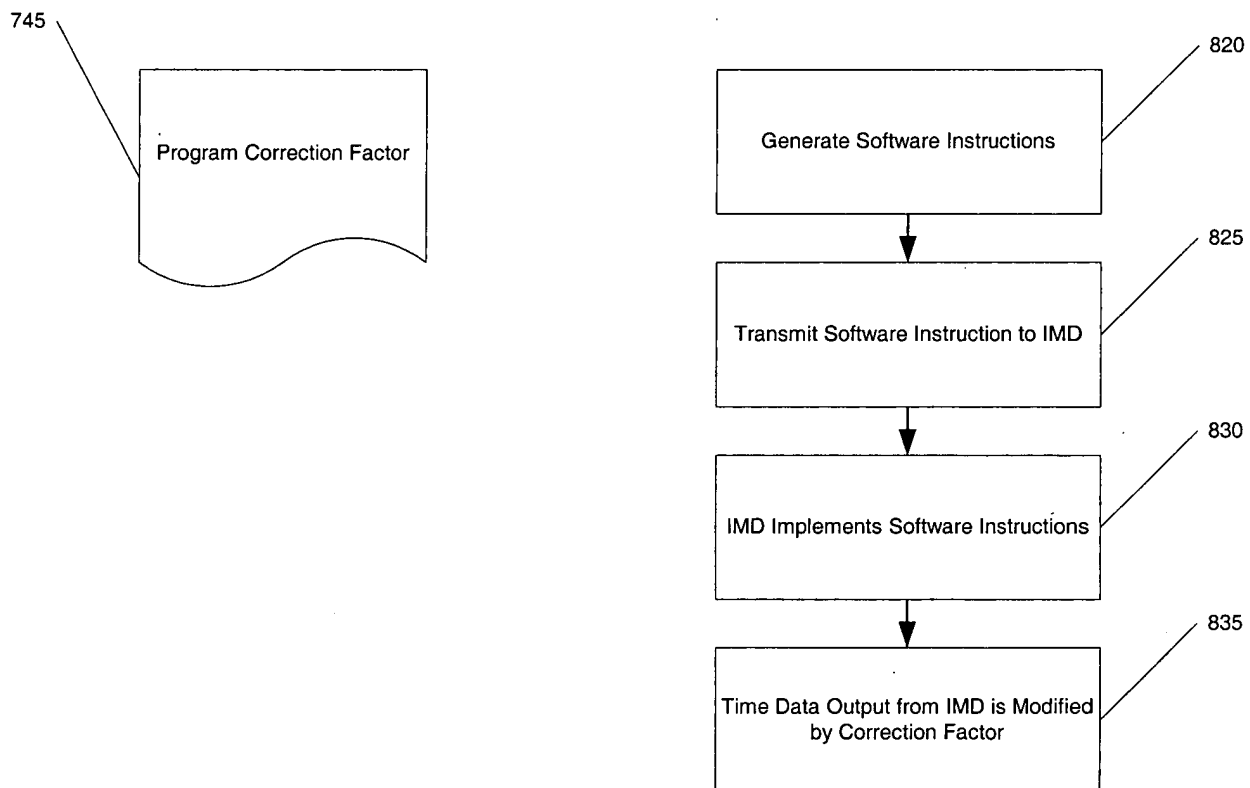 745
Program Correction Factor
820
Generate Software Instructions
825
Transmit Software Instruction to IMD
830
IMD Implements Software Instructions
835
Time Data Output from IMD is Modified
by Correction Factor